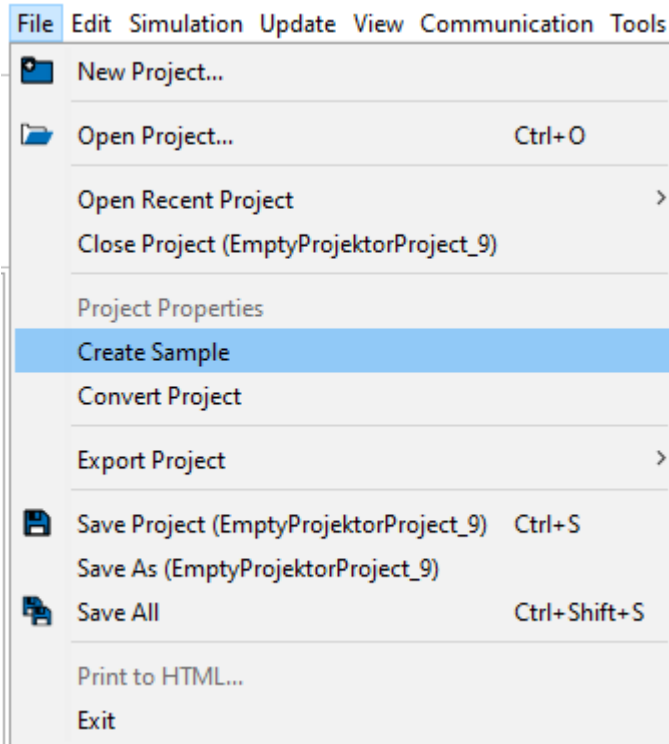 File Edit Simulation Update View Communication Tools
New Project...
Open Project... Ctrl+O
Open Recent Project
Close Project (EmptyProjektorProject_9)
Project Properties
Create Sample
Convert Project
Export Project
Save Project (EmptyProjektorProject_9) Ctrl+S
Save As (EmptyProjektorProject_9)
Save All Ctrl+Shift+S
Print to HTML...
Exit